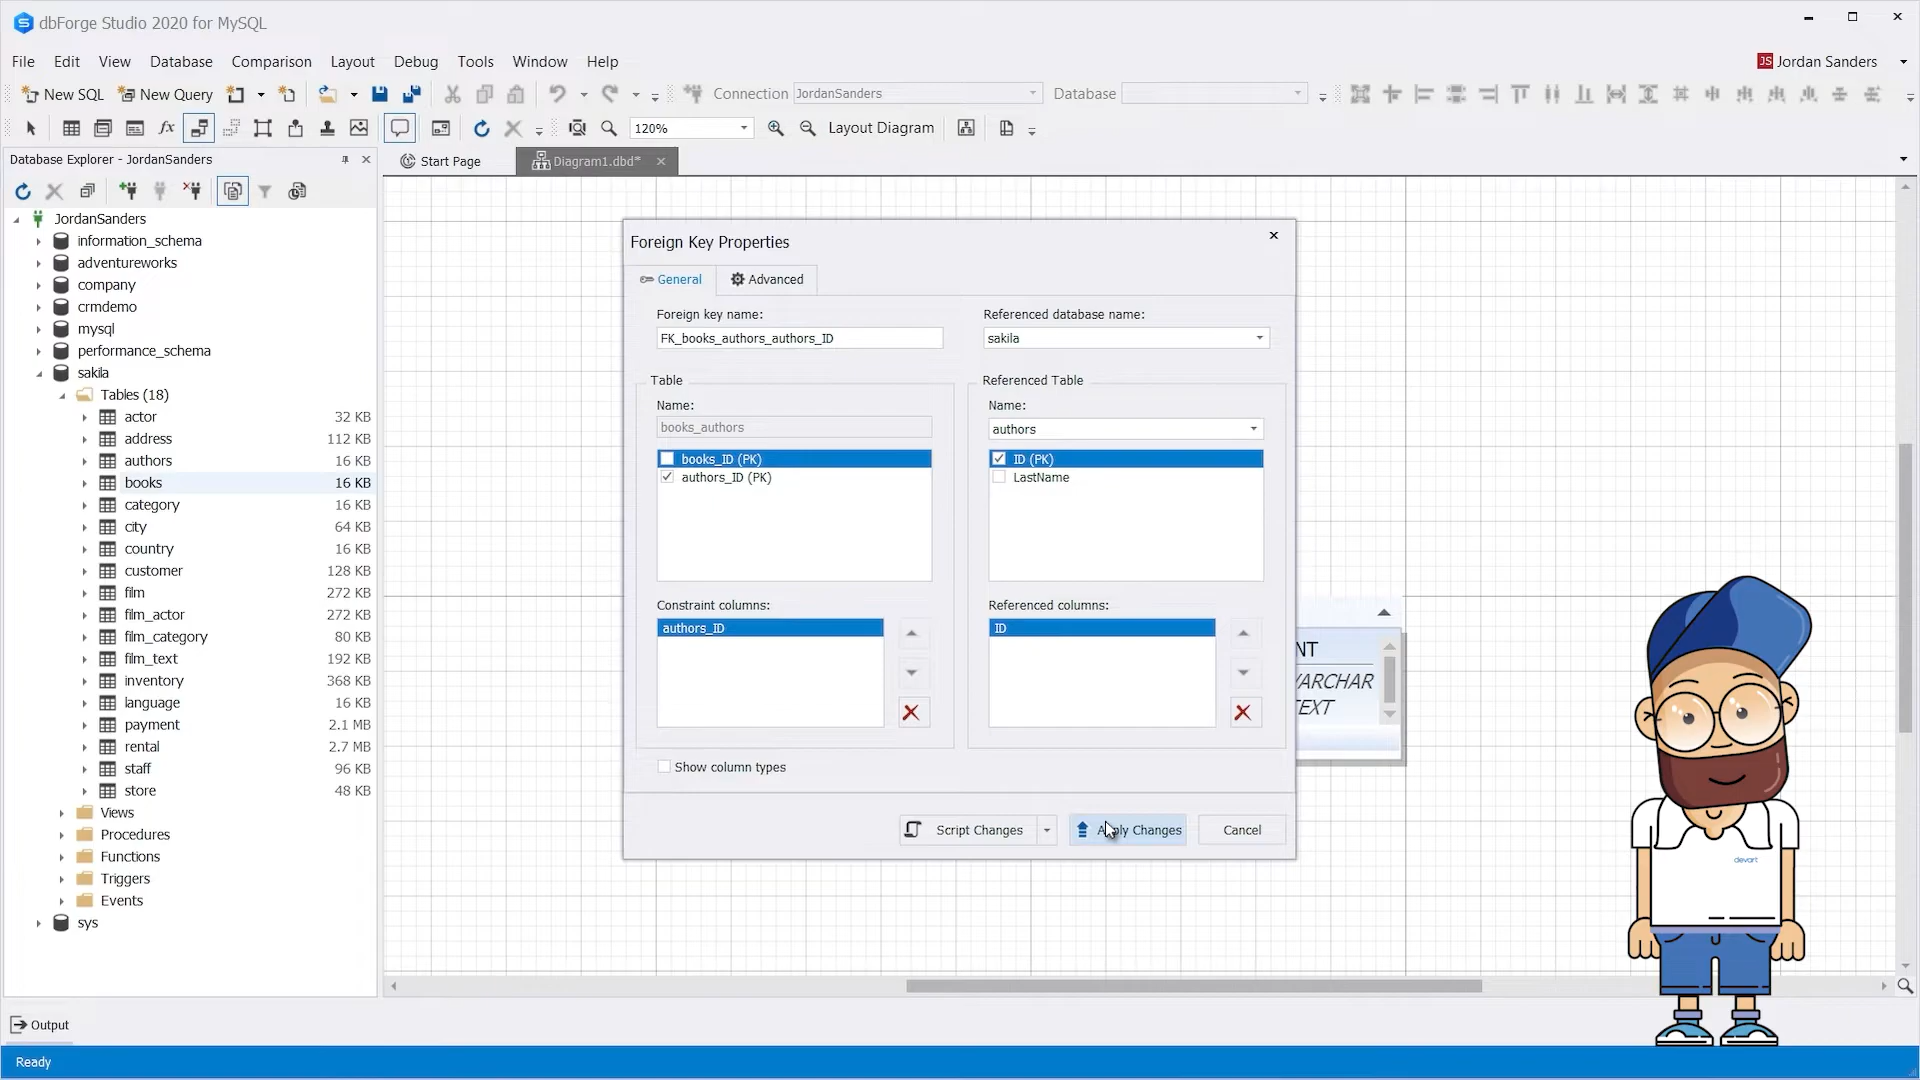 dbForge Studio 2020 for MySQL
File Edit View Database Comparison Layout Debug Tools Window Help
JS Jordan Sanders
New SQL New Query Connection JordanSanders Database
fx 120% Layout Diagram
Database Explorer - JordanSanders
Start Page
Diagram1.dbd*
JordanSanders
information_schema
adventureworks
company
crmdemo
mysql
performance_schema
sakila
Tables (18)
actor 32 KB
address 112 KB
authors 16 KB
books 16 KB
category 16 KB
city 64 KB
country 16 KB
customer 128 KB
film 272 KB
film_actor 272 KB
film_category 80 KB
film_text 192 KB
inventory 368 KB
language 16 KB
payment 2.1 MB
rental 2.7 MB
staff 96 KB
store 48 KB
Views
Procedures
Functions
Triggers
Events
sys
Foreign Key Properties
General Advanced
Foreign key name:
FK_books_authors_authors_ID
Referenced database name:
sakila
Table
Name:
books_authors
books_ID (PK)
authors_ID (PK)
Constraint columns:
authors_ID
Referenced Table
Name:
authors
ID (PK)
LastName
Referenced columns:
ID
Show column types
Script Changes Apply Changes Cancel
NT
VARCHAR
TEXT
devart
Output
Ready